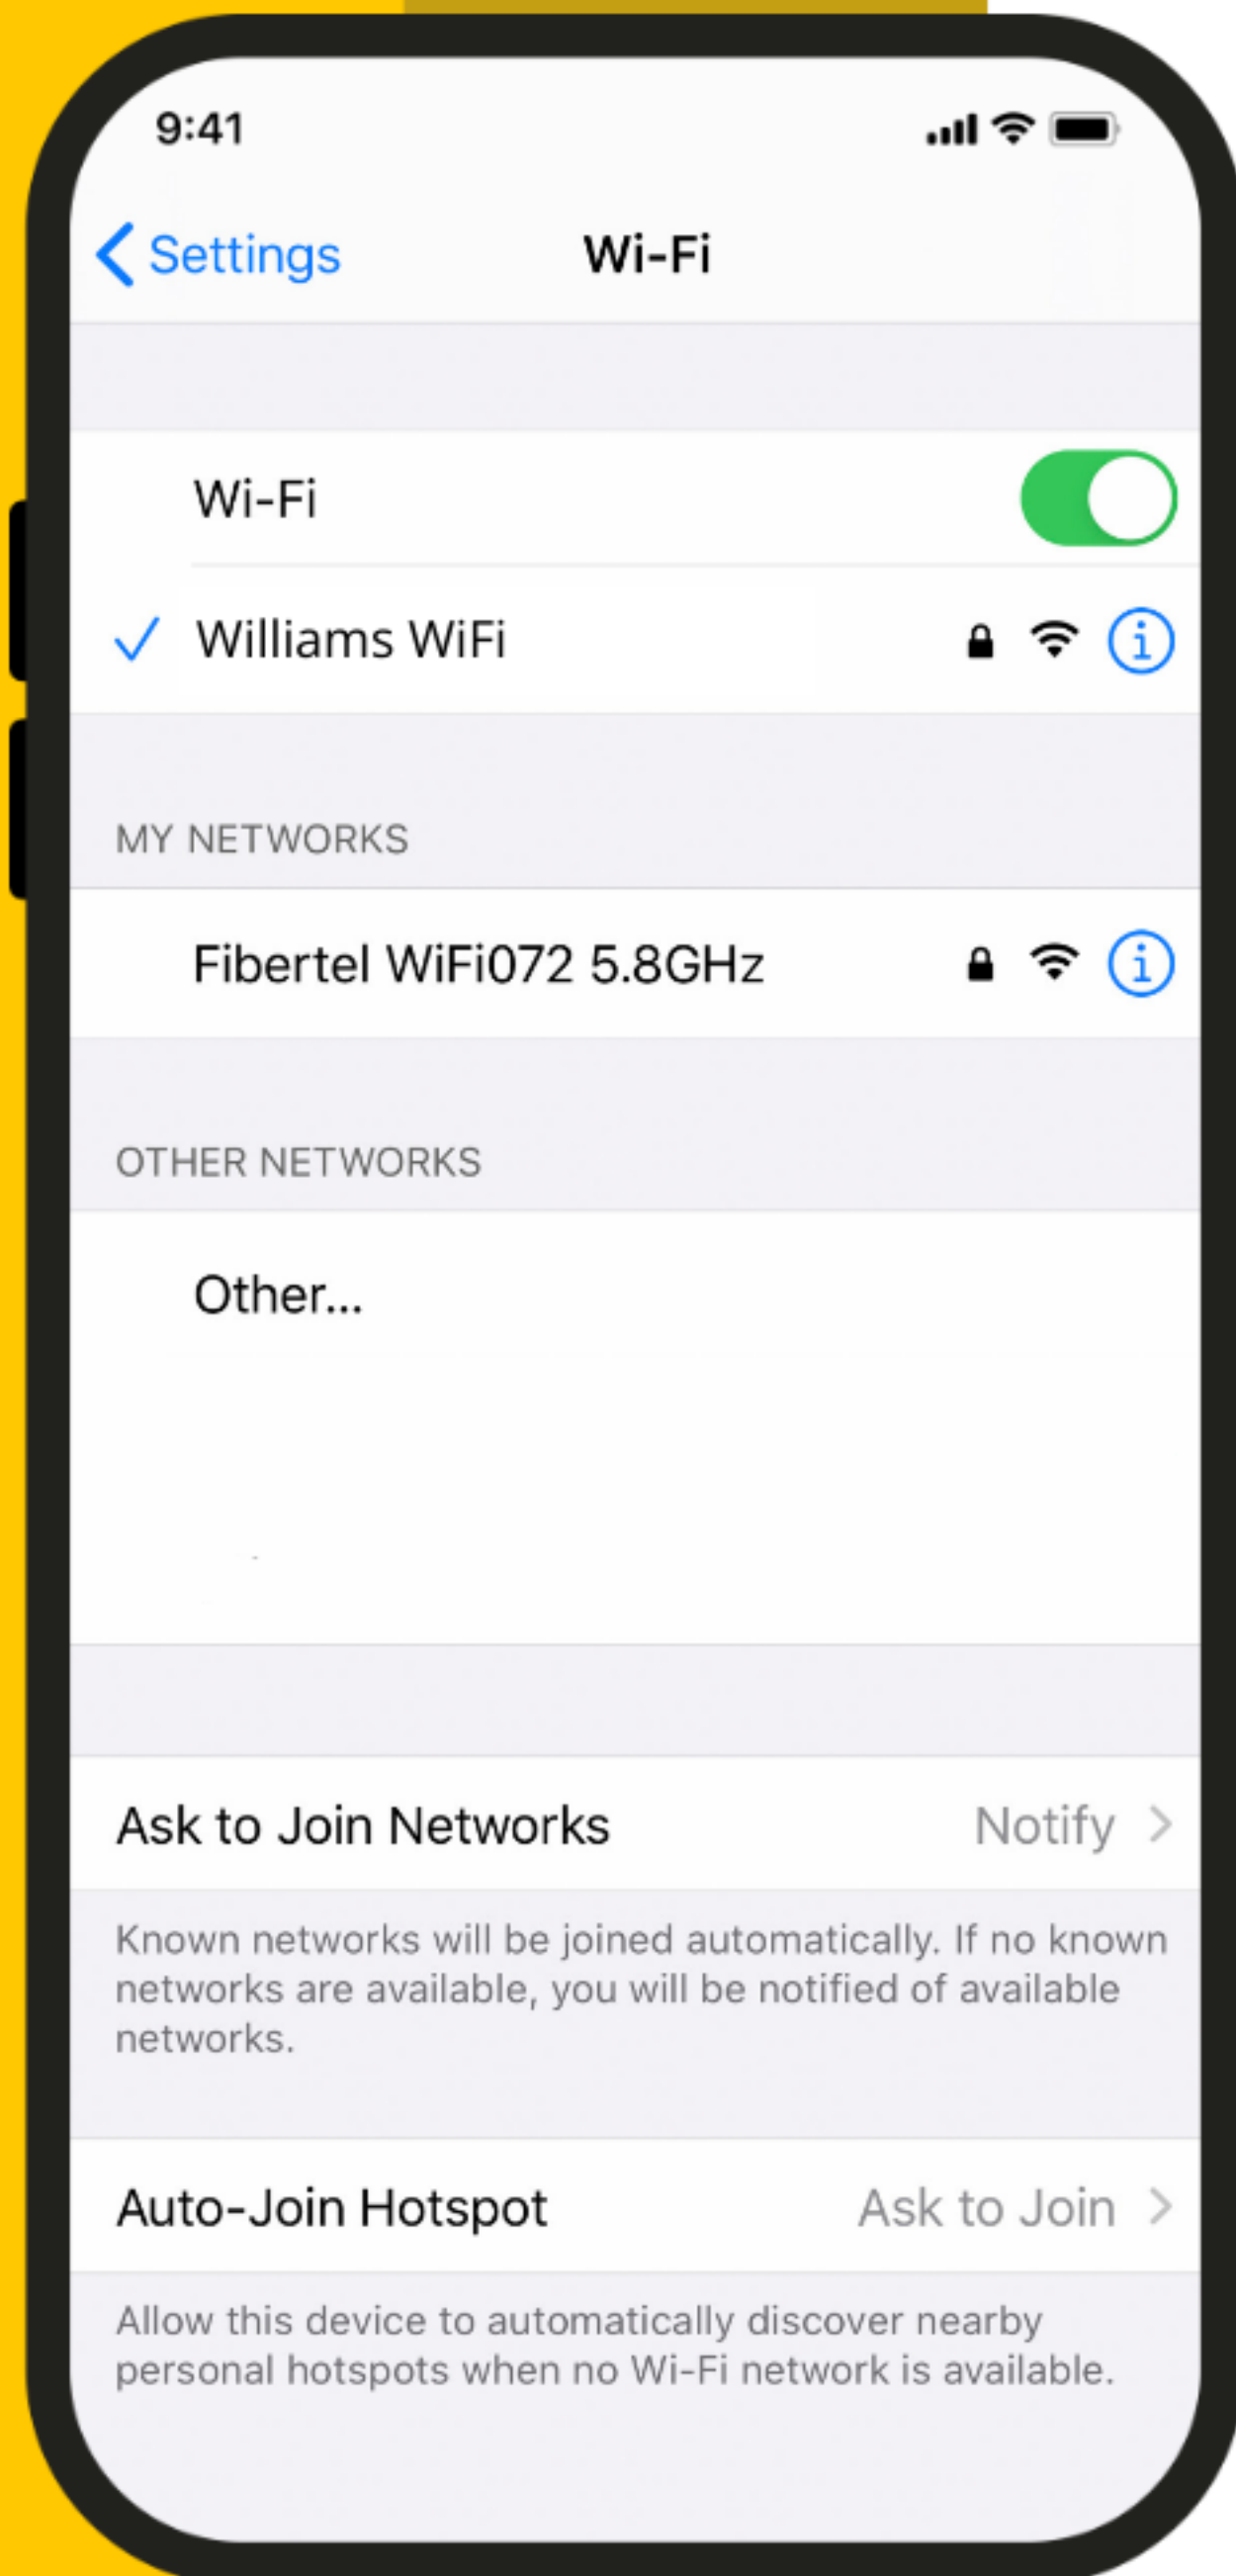 9:41
Settings
Wi-Fi
Wi-Fi
Williams WiFi
MY NETWORKS
Fibertel WiFi072 5.8GHz
OTHER NETWORKS
Other...
Ask to Join Networks Notify
Known networks will be joined automatically. If no known
networks are available, you will be notified of available
networks.
Auto-Join Hotspot Ask to Join
Allow this device to automatically discover nearby
personal hotspots when no Wi-Fi network is available.